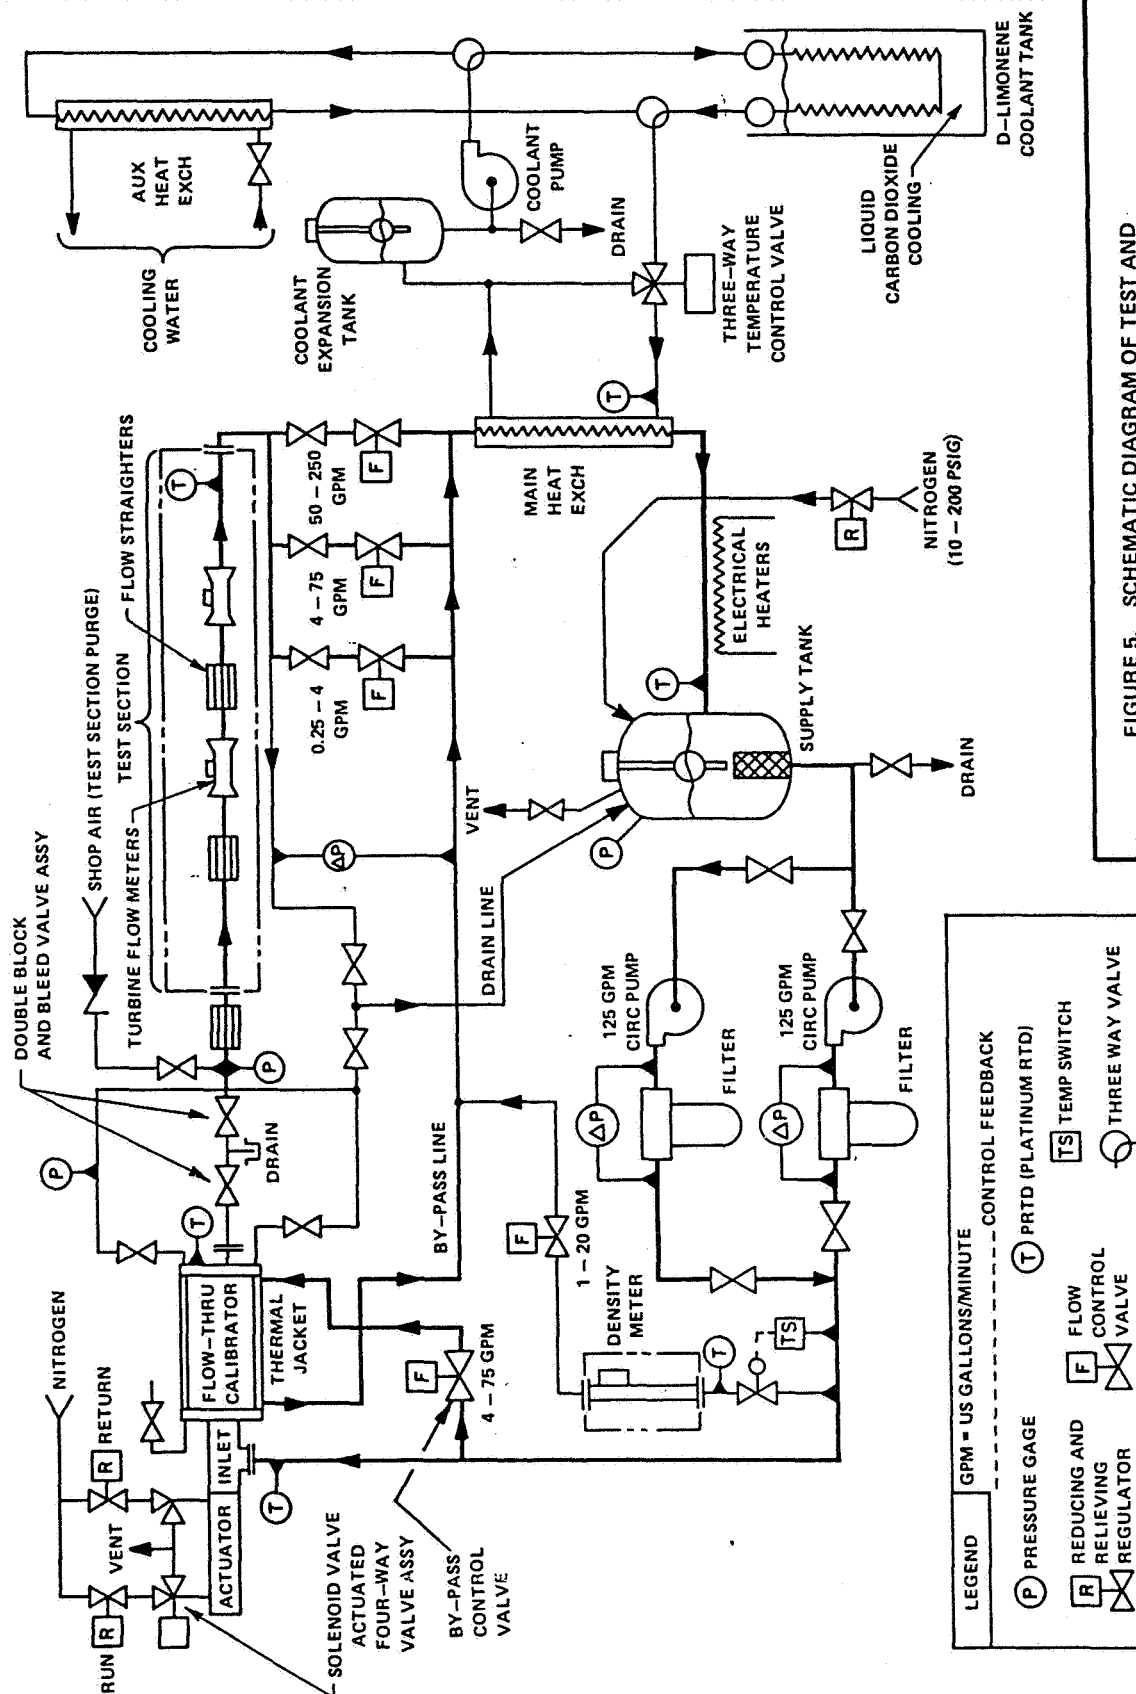 RUN
R
VENT
R
RETURN
NITROGEN
ACTUATOR
INLET
FLOW–THRU
CALIBRATOR
THERMAL
JACKET
T
T
P
DRAIN
DOUBLE BLOCK
AND BLEED VALVE ASSY
SHOP AIR (TEST SECTION PURGE)
P
TURBINE FLOW METERS
TEST SECTION
FLOW STRAIGHTERS
T
COOLING
WATER
AUX
HEAT
EXCH
SOLENOID VALVE
ACTUATED
FOUR–WAY
VALVE ASSY
BY–PASS
CONTROL
VALVE
F
4 – 75 GPM
BY–PASS LINE
DRAIN LINE
ΔP
0.25 – 4
GPM
F
4 – 75
GPM
F
50 – 250
GPM
F
COOLANT
EXPANSION
TANK
COOLANT
PUMP
DRAIN
F
1 – 20 GPM
DENSITY
METER
T
TS
ΔP
FILTER
125 GPM
CIRC PUMP
ΔP
FILTER
125 GPM
CIRC PUMP
VENT
P
T
SUPPLY TANK
DRAIN
ELECTRICAL
HEATERS
MAIN
HEAT
EXCH
T
R
NITROGEN
(10 – 200 PSIG)
THREE–WAY
TEMPERATURE
CONTROL VALVE
LIQUID
CARBON DIOXIDE
COOLING
D–LIMONENE
COOLANT TANK
LEGEND
GPM = US GALLONS/MINUTE
CONTROL FEEDBACK
P PRESSURE GAGE
T PRTD (PLATINUM RTD)
R REDUCING AND
RELIEVING
REGULATOR
F FLOW
CONTROL
VALVE
TS TEMP SWITCH
THREE WAY VALVE
FIGURE 5. SCHEMATIC DIAGRAM OF TEST AND